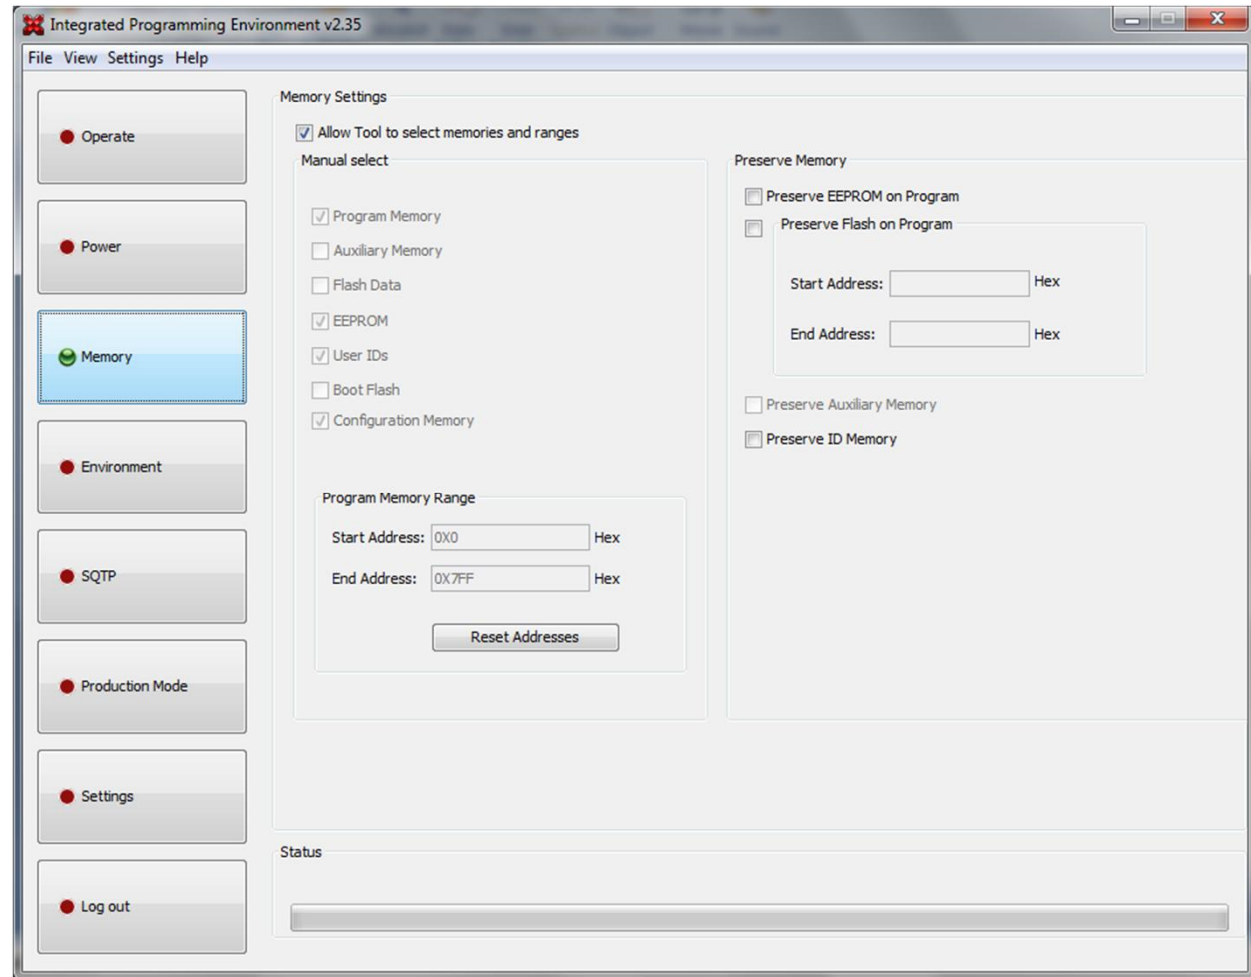 Integrated Programming Environment v2.35
File View Settings Help
Operate
Power
Memory
Environment
SQTP
Production Mode
Settings
Log out
Memory Settings
Allow Tool to select memories and ranges
Manual select
Program Memory
Auxiliary Memory
Flash Data
EEPROM
User IDs
Boot Flash
Configuration Memory
Program Memory Range
Start Address: 0X0 Hex
End Address: 0X7FF Hex
Reset Addresses
Preserve Memory
Preserve EEPROM on Program
Preserve Flash on Program
Start Address: Hex
End Address: Hex
Preserve Auxiliary Memory
Preserve ID Memory
Status